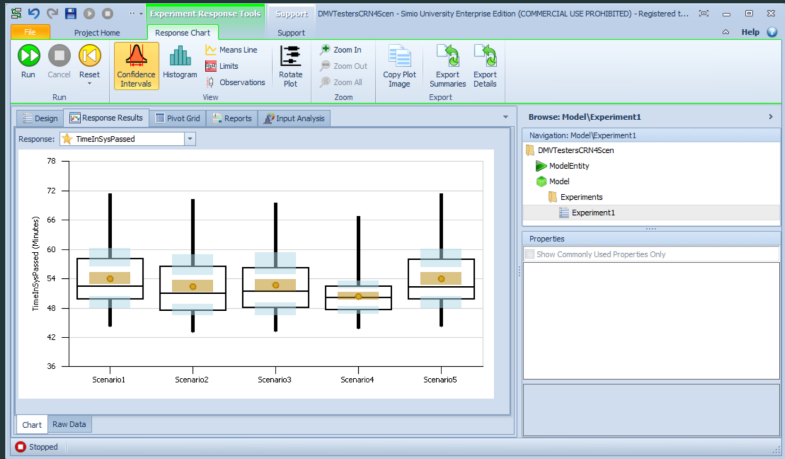 Experiment Response Tools
Support
DMVTestersCRN4Scen - Simio University Enterprise Edition (COMMERCIAL USE PROHIBITED) - Registered t...
File
Project Home
Response Chart
Support
Help
Run
Cancel
Reset
Confidence Intervals
Histogram
Means Line
Limits
Observations
Rotate Plot
Zoom In
Zoom Out
Zoom All
Copy Plot Image
Export Summaries
Export Details
Run
View
Zoom
Export
Design
Response Results
Pivot Grid
Reports
Input Analysis
Response:
TimeInSysPassed
78
72
66
60
54
48
42
36
TimeInSysPassed (Minutes)
Scenario1
Scenario2
Scenario3
Scenario4
Scenario5
Chart
Raw Data
Browse: Model\Experiment1
Navigation: Model\Experiment1
DMVTestersCRN4Scen
ModelEntity
Model
Experiments
Experiment1
Properties
Show Commonly Used Properties Only
Stopped